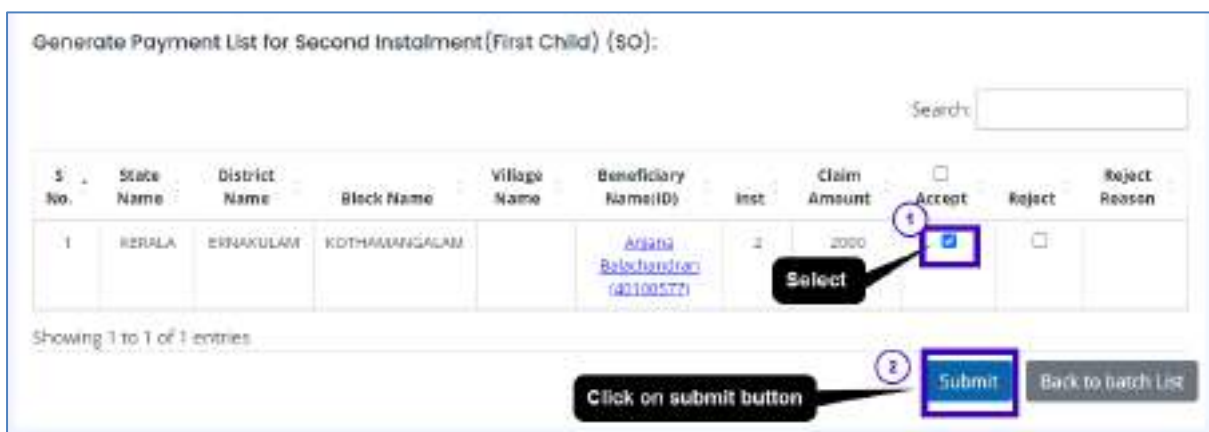 Generate Payment List for Second Instalment(First Child) (SO):
Search:
S No. State Name District Name Block Name Village Name Beneficiary Name(ID) Inst Claim Amount Accept Reject Reject Reason
1
1 KERALA ERNAKULAM KOTHAMANGALAM Anjana Balachandran (40100577) 2 2000
Select
Showing 1 to 1 of 1 entries
2
Submit Back to batch List
Click on submit button